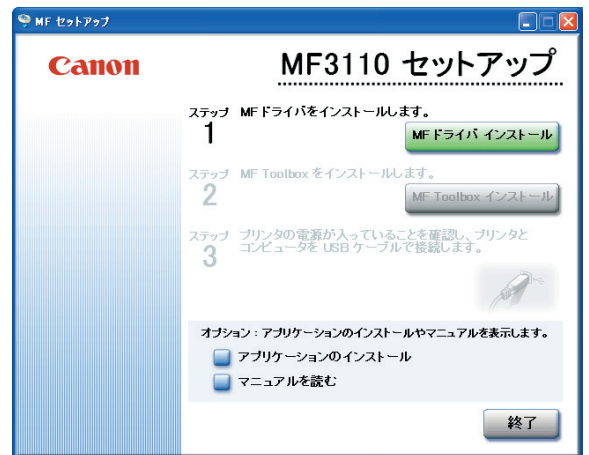 MF セットアップ
Canon
MF3110 セットアップ
ステップ 1 MFドライバをインストールします。
MFドライバ インストール
ステップ 2 MF Toolbox をインストールします。
MF Toolbox インストール
ステップ 3 プリンタの電源が入っていることを確認し、プリンタと
コンピュータを USB ケーブルで接続します。
オプション : アプリケーションのインストールやマニュアルを表示します。
アプリケーションのインストール
マニュアルを読む
終了